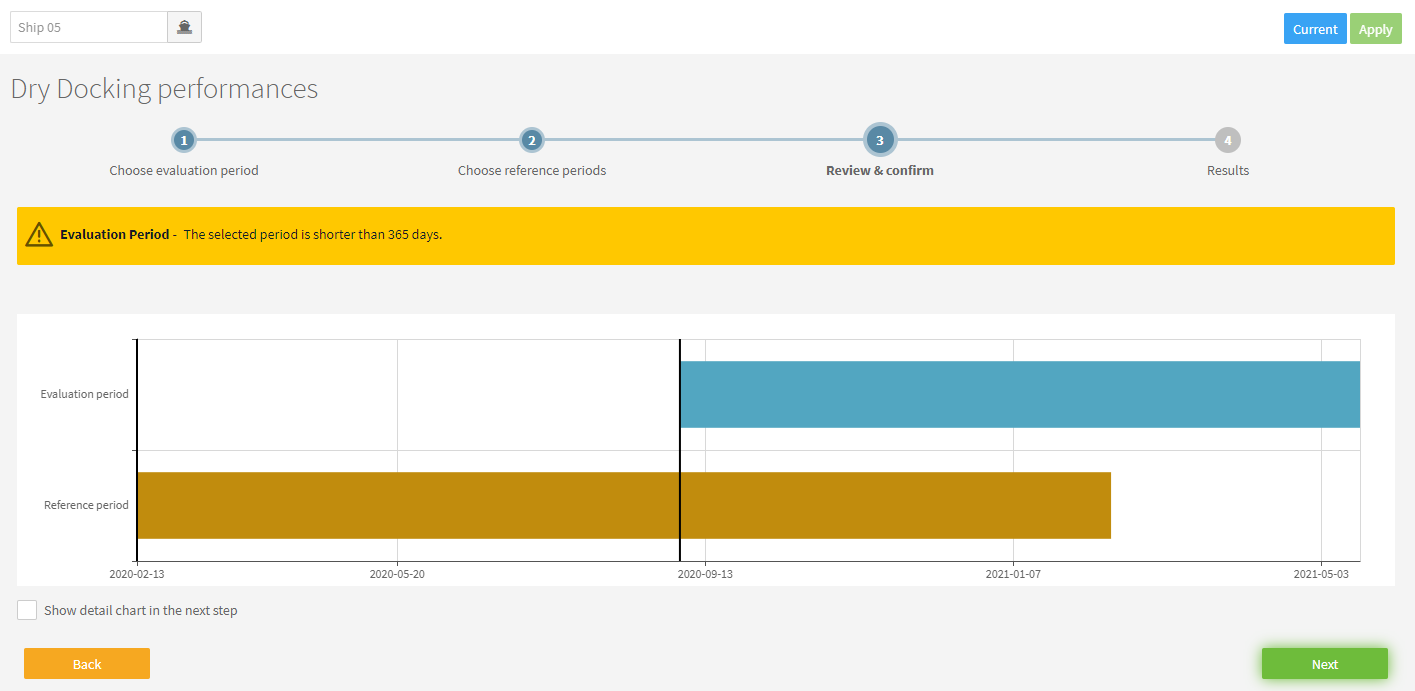 Ship 05
Current
Apply
Dry Docking performances
1
2
3
4
Choose evaluation period
Choose reference periods
Review & confirm
Results
Evaluation Period - The selected period is shorter than 365 days.
Evaluation period
Reference period
2020-02-13
2020-05-20
2020-09-13
2021-01-07
2021-05-03
Show detail chart in the next step
Back
Next